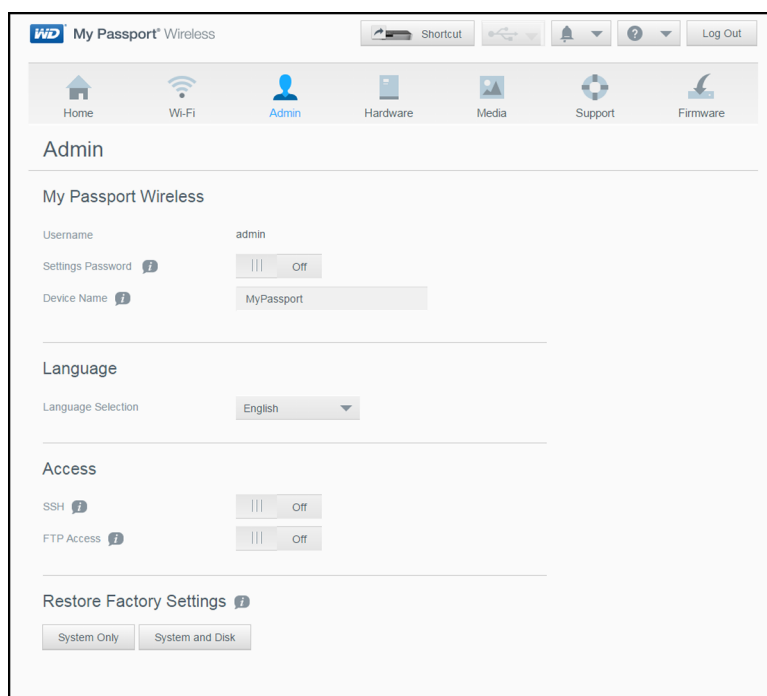 WD My Passport® Wireless
Shortcut
Log Out
Home
Wi-Fi
Admin
Hardware
Media
Support
Firmware
Admin
My Passport Wireless
Username admin
Settings Password i Off
Device Name i MyPassport
Language
Language Selection English
Access
SSH i Off
FTP Access i Off
Restore Factory Settings i
System Only
System and Disk